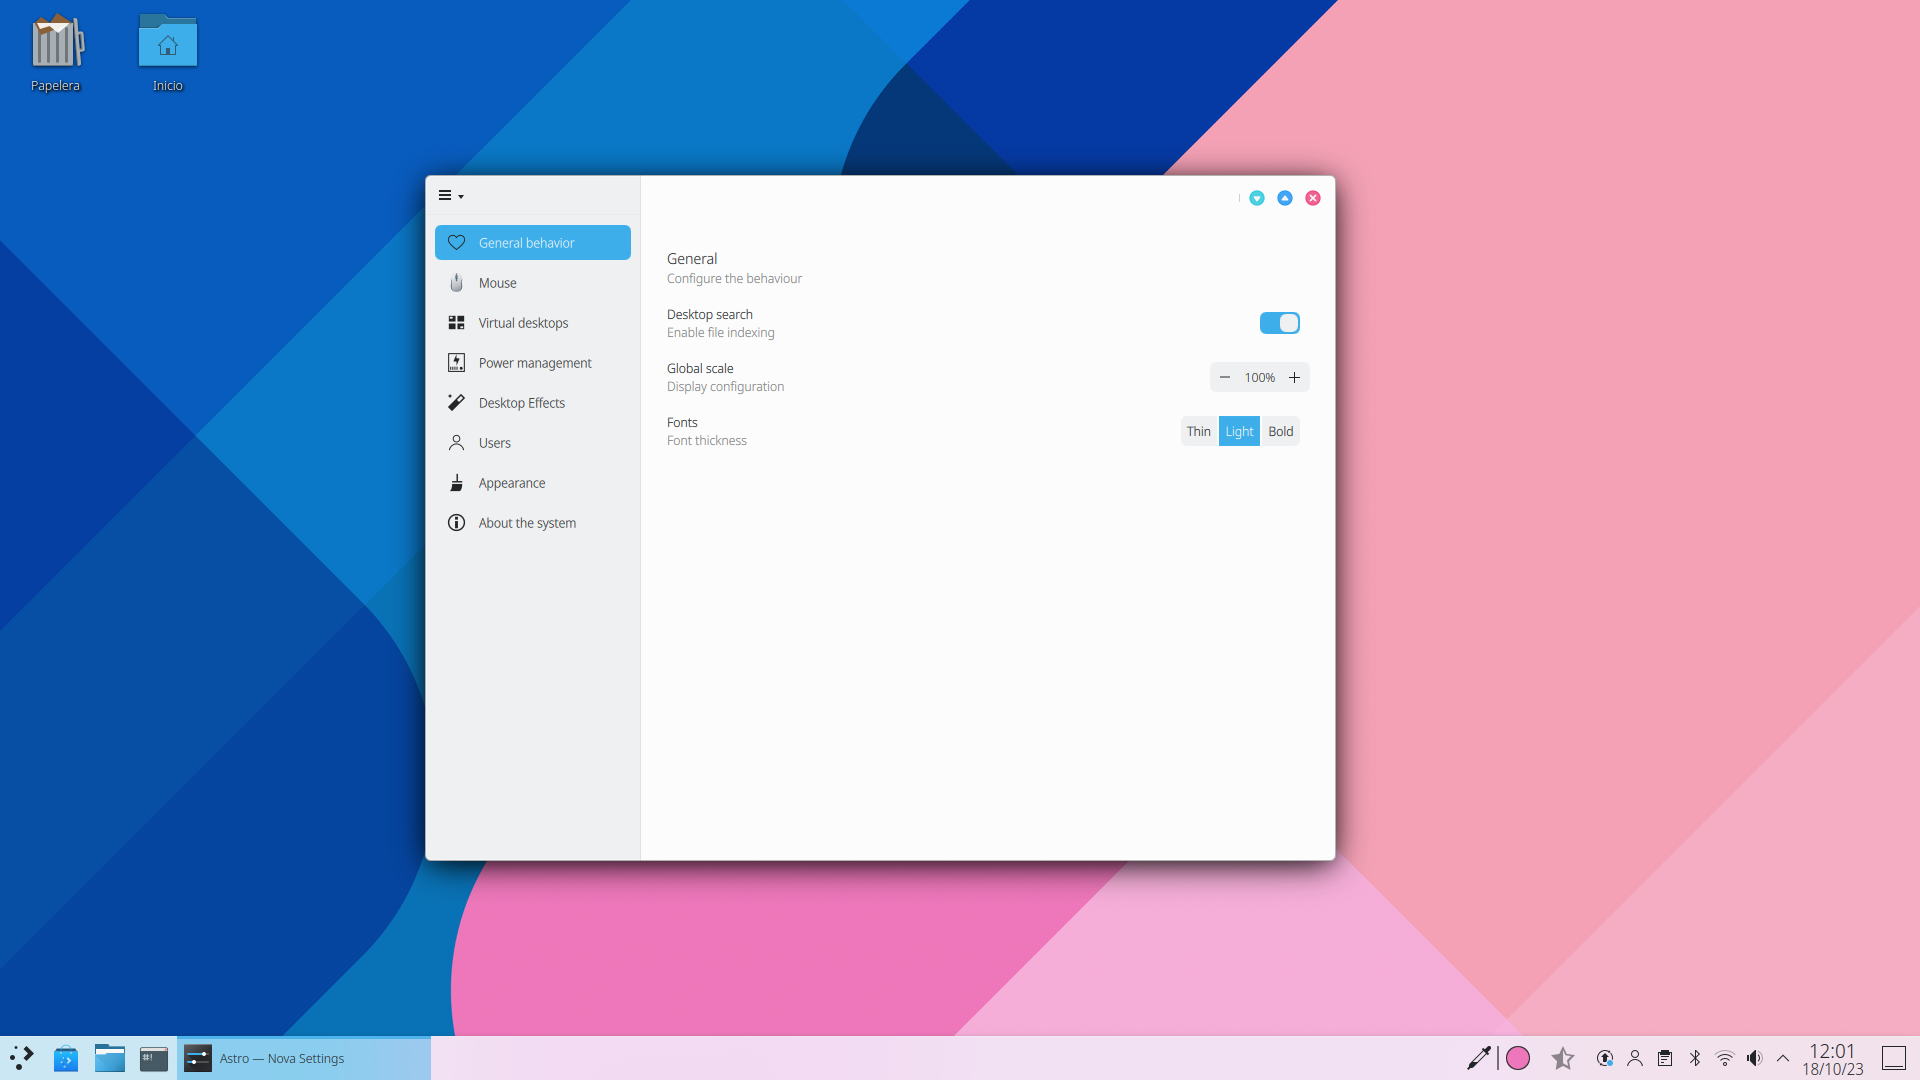 Papelera
Inicio
General behavior
Mouse
Virtual desktops
Power management
Desktop Effects
Users
Appearance
About the system
General
Configure the behaviour
Desktop search
Enable file indexing
Global scale
Display configuration
100%
Fonts
Font thickness
Thin Light Bold
#!
Astro — Nova Settings
12:01
18/10/23